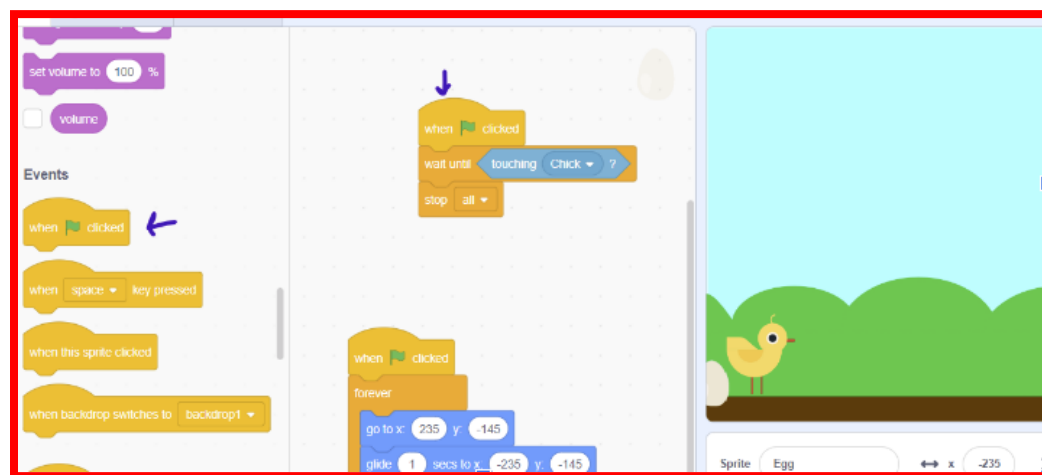 set volume to 100 %
volume
Events
when clicked
when space key pressed
when this sprite clicked
when backdrop switches to backdrop1
when clicked
wait until touching Chick ?
stop all
when clicked
forever
go to x: 235 y: -145
glide 1 secs to x: -235 y: -145
Sprite Egg x -235